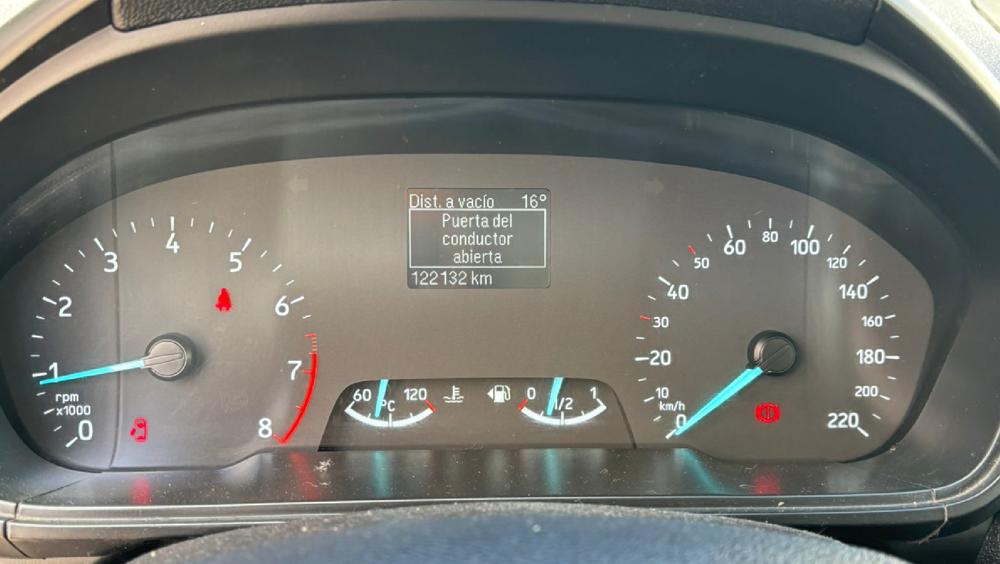 Dist. a vacío 16°
Puerta del
conductor
abierta
122132 km
0
1
2
3
4
5
6
7
8
rpm
x1000
60 °C 120
0 1/2 1
0
10
20
30
40
50
60
80
100
120
140
160
180
200
220
km/h